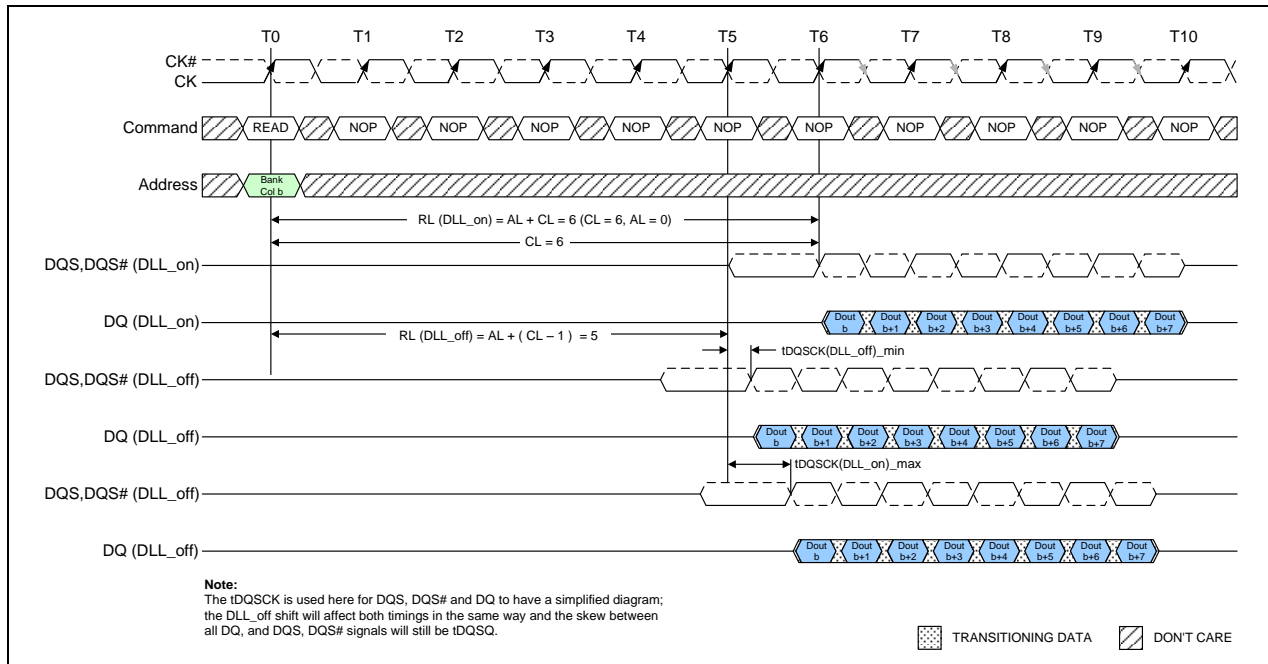 T0 T1 T2 T3 T4 T5 T6 T7 T8 T9 T10
CK#
CK
Command READ NOP NOP NOP NOP NOP NOP NOP NOP NOP NOP
Address Bank
Col b
RL (DLL_on) = AL + CL = 6 (CL = 6, AL = 0)
CL = 6
DQS,DQS# (DLL_on)
DQ (DLL_on) Dout Dout Dout Dout Dout Dout Dout Dout
b b+1 b+2 b+3 b+4 b+5 b+6 b+7
RL (DLL_off) = AL + ( CL – 1 ) = 5
tDQSCK(DLL_off)_min
DQS,DQS# (DLL_off)
DQ (DLL_off) Dout Dout Dout Dout Dout Dout Dout Dout
b b+1 b+2 b+3 b+4 b+5 b+6 b+7
tDQSCK(DLL_on)_max
DQS,DQS# (DLL_off)
DQ (DLL_off) Dout Dout Dout Dout Dout Dout Dout Dout
b b+1 b+2 b+3 b+4 b+5 b+6 b+7
Note:
The tDQSCK is used here for DQS, DQS# and DQ to have a simplified diagram;
the DLL_off shift will affect both timings in the same way and the skew between
all DQ, and DQS, DQS# signals will still be tDQSQ.
TRANSITIONING DATA DON'T CARE